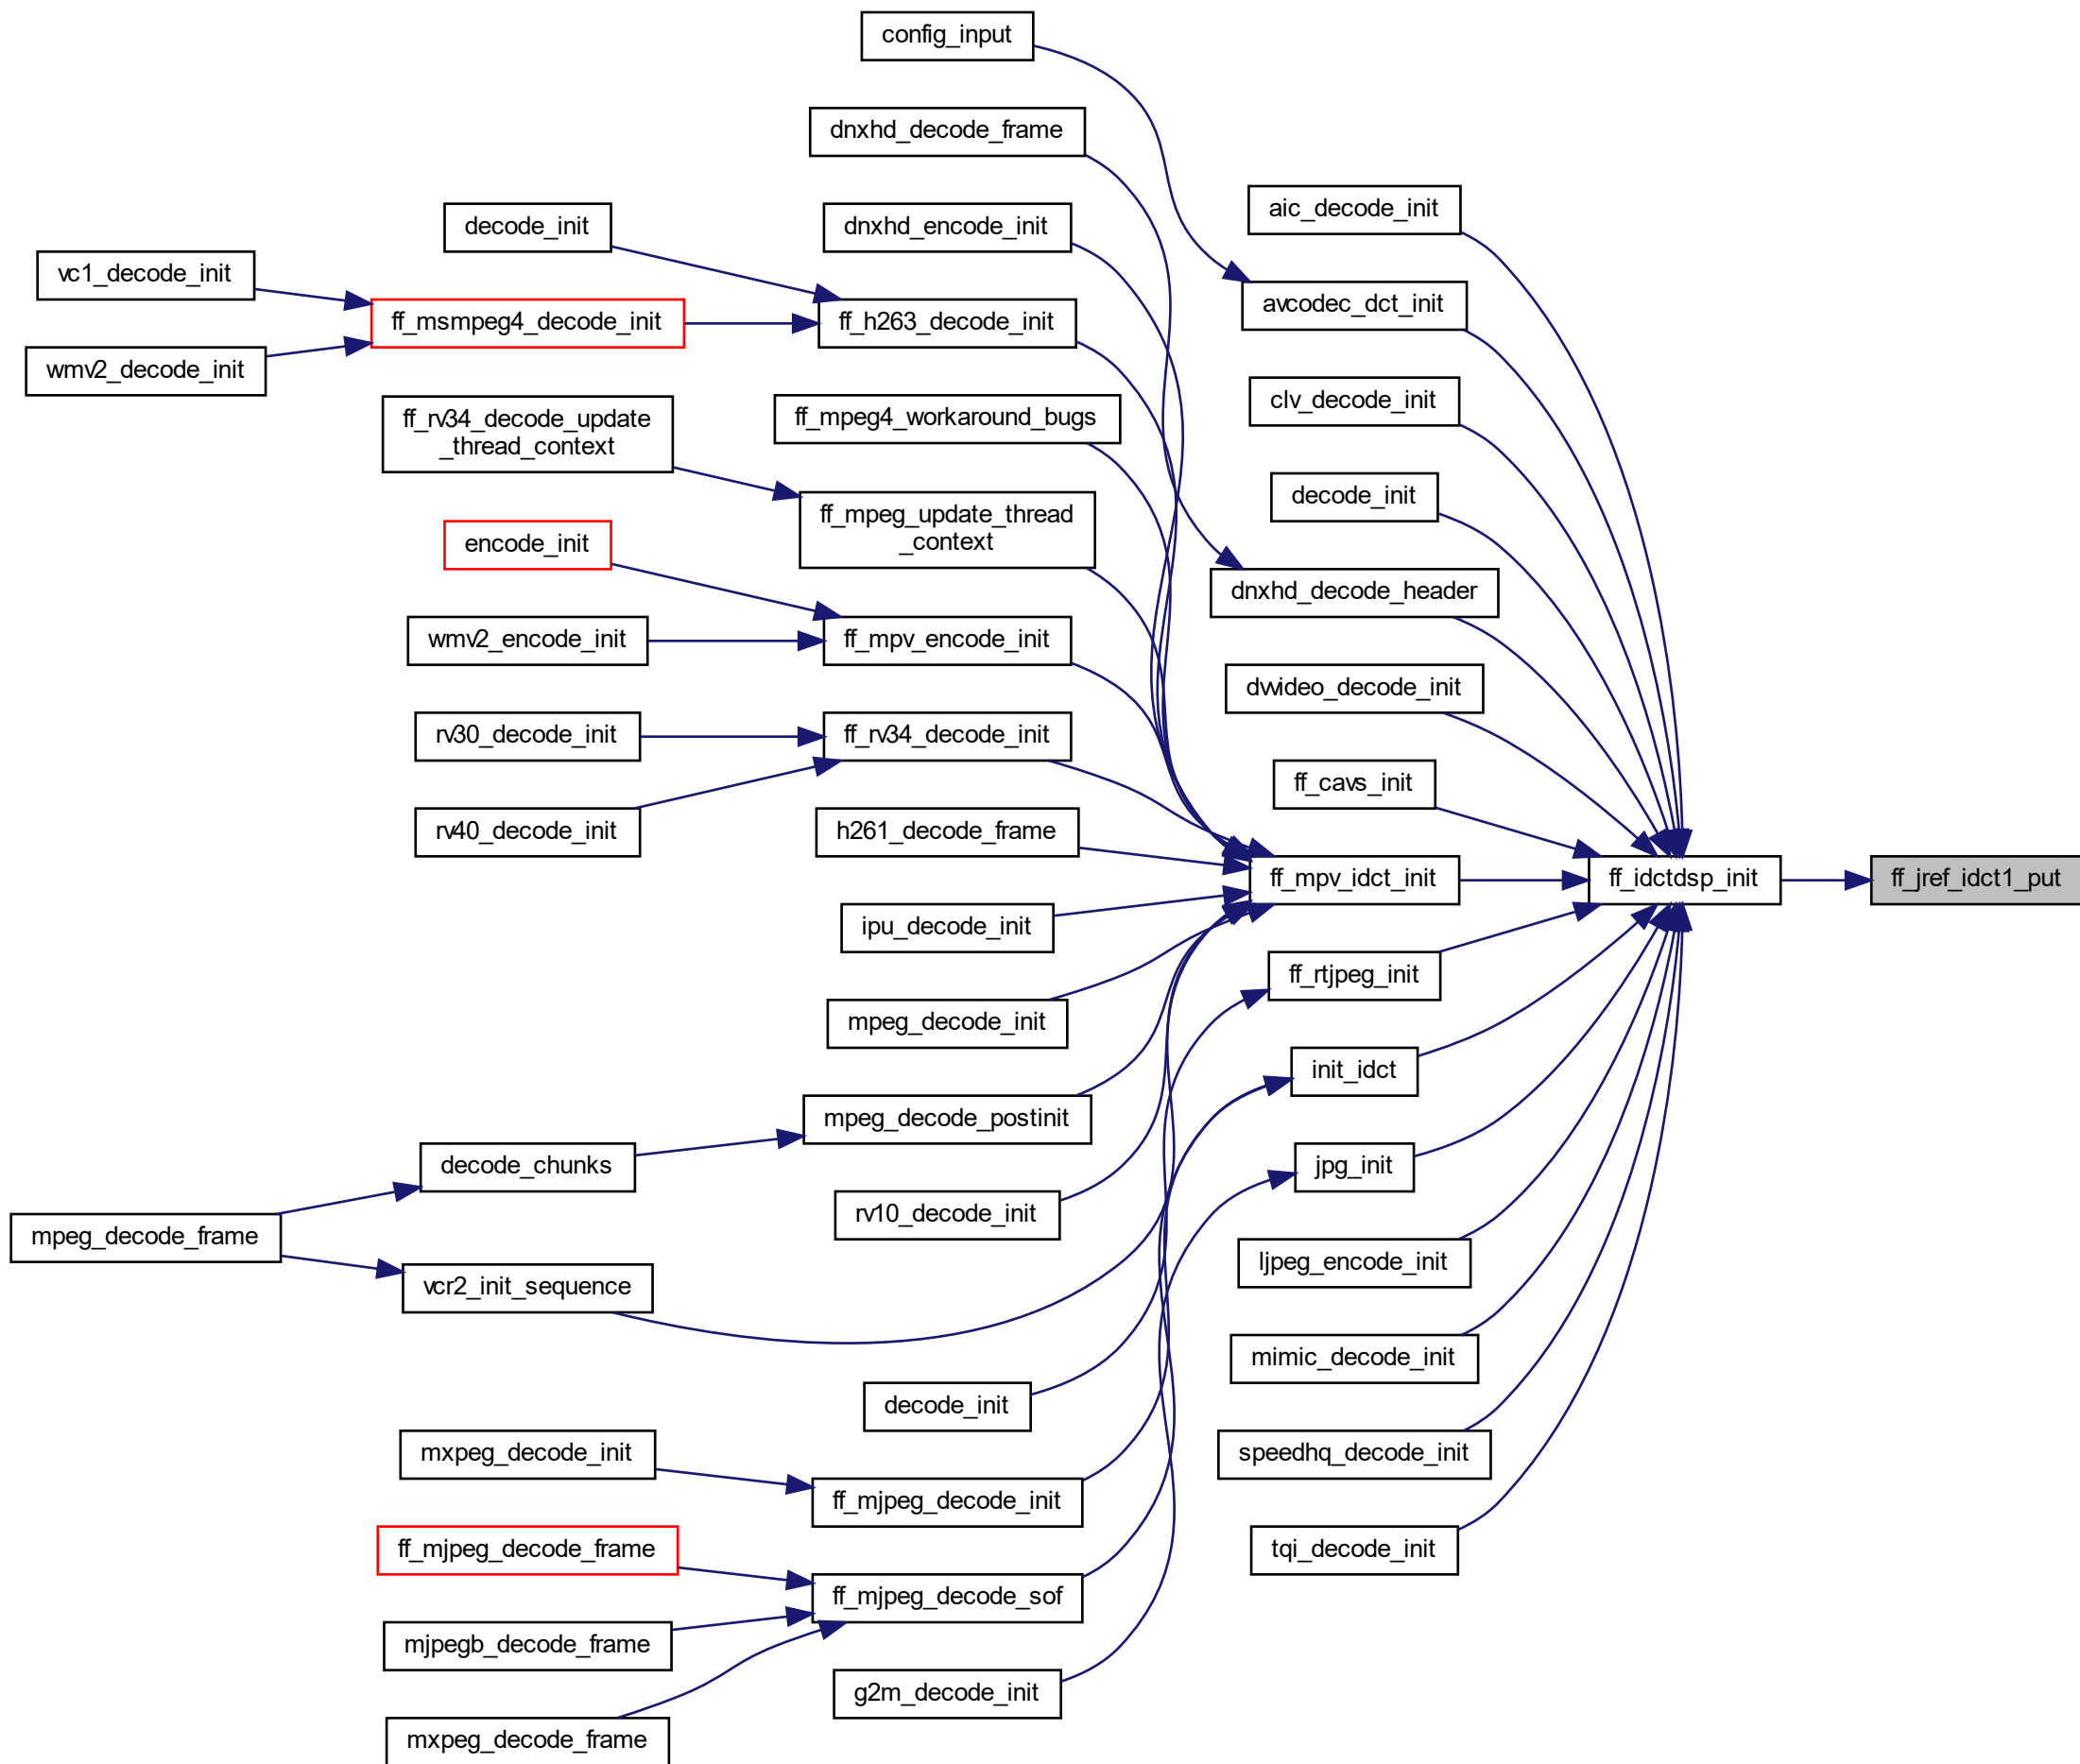 config_input
dnxhd_decode_frame
aic_decode_init
decode_init
dnxhd_encode_init
vc1_decode_init
avcodec_dct_init
ff_msmpeg4_decode_init
ff_h263_decode_init
wmv2_decode_init
clv_decode_init
ff_rv34_decode_update
_thread_context
ff_mpeg4_workaround_bugs
decode_init
ff_mpeg_update_thread
_context
encode_init
dnxhd_decode_header
wmv2_encode_init
ff_mpv_encode_init
dvvideo_decode_init
rv30_decode_init
ff_rv34_decode_init
ff_cavs_init
rv40_decode_init
h261_decode_frame
ff_mpv_idct_init
ff_idctdsp_init
ff_jref_idct1_put
ipu_decode_init
ff_rtjpeg_init
mpeg_decode_init
init_idct
mpeg_decode_postinit
decode_chunks
jpg_init
rv10_decode_init
mpeg_decode_frame
ljpeg_encode_init
vcr2_init_sequence
mimic_decode_init
decode_init
mxpeg_decode_init
speedhq_decode_init
ff_mjpeg_decode_init
ff_mjpeg_decode_frame
tqi_decode_init
ff_mjpeg_decode_sof
mjpegb_decode_frame
g2m_decode_init
mxpeg_decode_frame